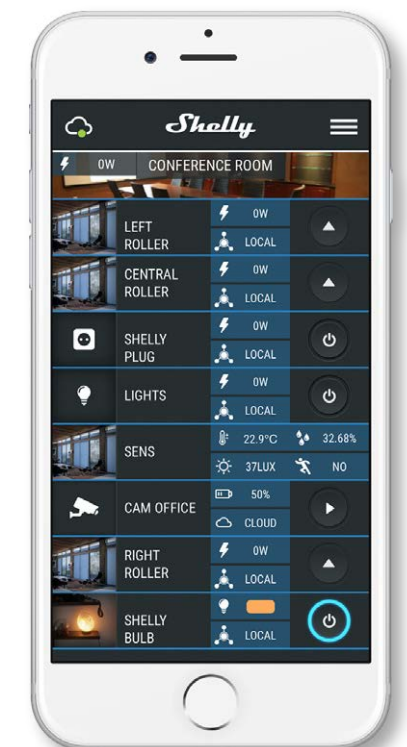 Shelly
0W CONFERENCE ROOM
LEFT
ROLLER
0W
LOCAL
CENTRAL
ROLLER
0W
LOCAL
SHELLY
PLUG
0W
LOCAL
LIGHTS
0W
LOCAL
SENS
22.9°C 32.68%
37LUX NO
CAM OFFICE
50%
CLOUD
RIGHT
ROLLER
0W
LOCAL
SHELLY
BULB
LOCAL